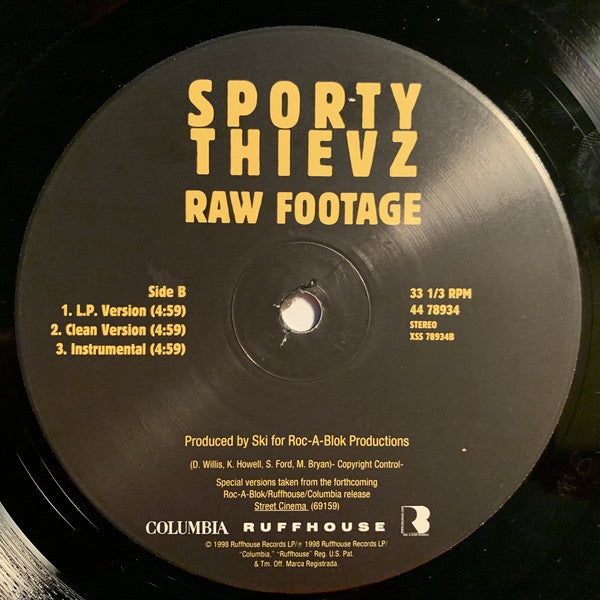 SPORTY
THIEVZ
RAW FOOTAGE
Side B
1. L.P. Version (4:59)
2. Clean Version (4:59)
3. Instrumental (4:59)
33 1/3 RPM
44 78934
STEREO
XSS 78934B
Produced by Ski for Roc-A-Blok Productions
(D. Willis, K. Howell, S. Ford, M. Bryan)- Copyright Control-
Special versions taken from the forthcoming
Roc-A-Blok/Ruffhouse/Columbia release
Street Cinema (69159)
COLUMBIA RUFFHOUSE
© 1998 Ruffhouse Records LP/℗ 1998 Ruffhouse Records LP/
"Columbia," "Ruffhouse" Reg. U.S. Pat.
& Tm. Off. Marca Registrada.